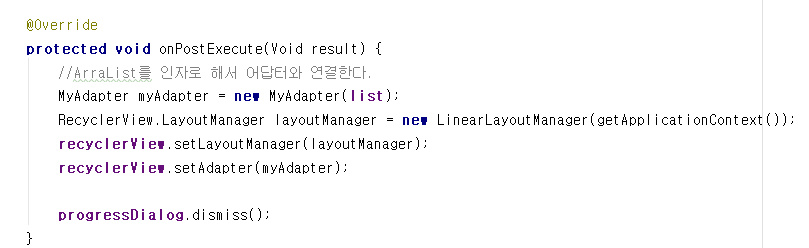 @Override
protected void onPostExecute(Void result) {
//ArraList를 인자로 해서 어답터와 연결한다.
MyAdapter myAdapter = new MyAdapter(list);
RecyclerView.LayoutManager layoutManager = new LinearLayoutManager(getApplicationContext());
recyclerView.setLayoutManager(layoutManager);
recyclerView.setAdapter(myAdapter);
progressDialog.dismiss();
}